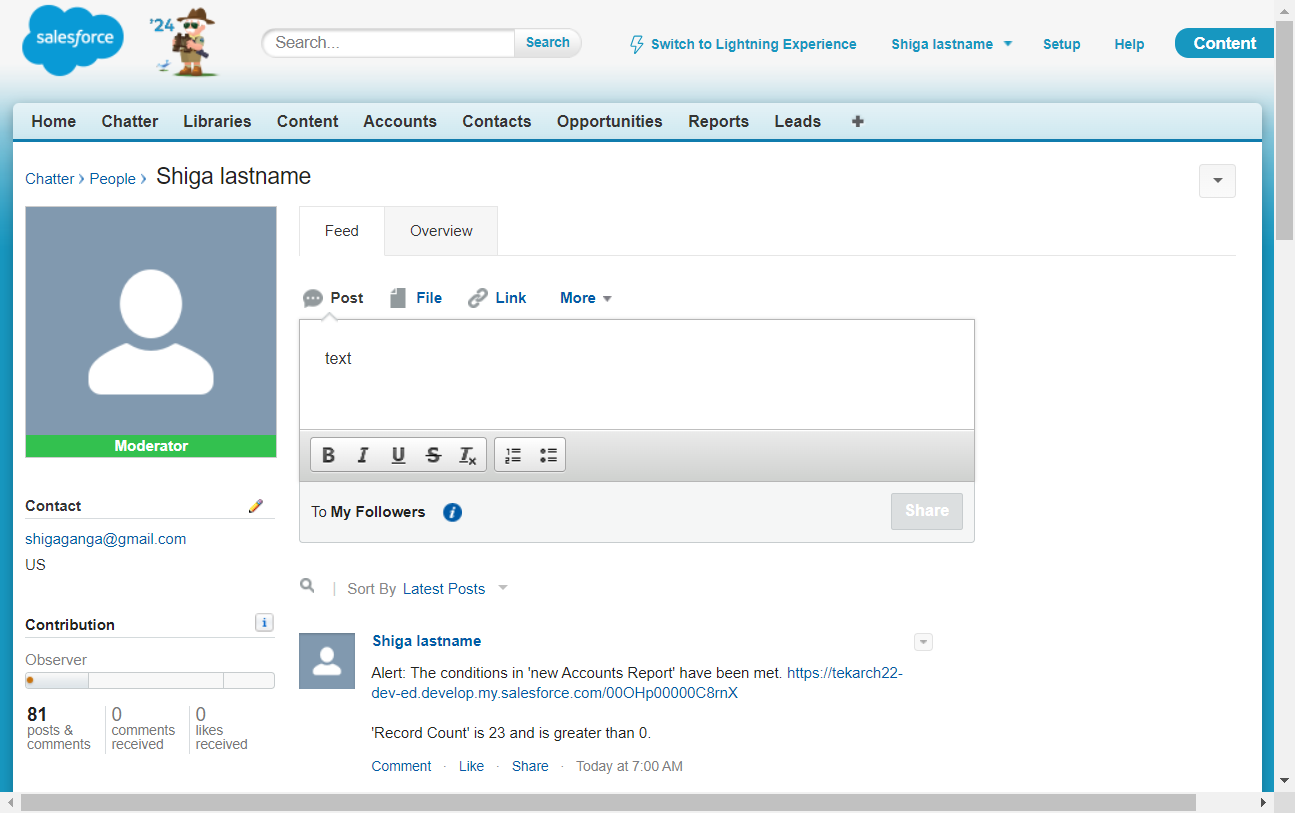 salesforce
'24
Search...
Search
Switch to Lightning Experience
Shiga lastname
Setup
Help
Content
Home
Chatter
Libraries
Content
Accounts
Contacts
Opportunities
Reports
Leads
Chatter › People › Shiga lastname
Moderator
Contact
shigaganga@gmail.com
US
Contribution
Observer
81
posts &
comments
0
comments
received
0
likes
received
Feed
Overview
Post
File
Link
More
text
B I U S Tx
To My Followers
Share
Sort By Latest Posts
Shiga lastname
Alert: The conditions in 'new Accounts Report' have been met. https://tekarch22-
dev-ed.develop.my.salesforce.com/00OHp00000C8rnX
'Record Count' is 23 and is greater than 0.
Comment · Like · Share · Today at 7:00 AM